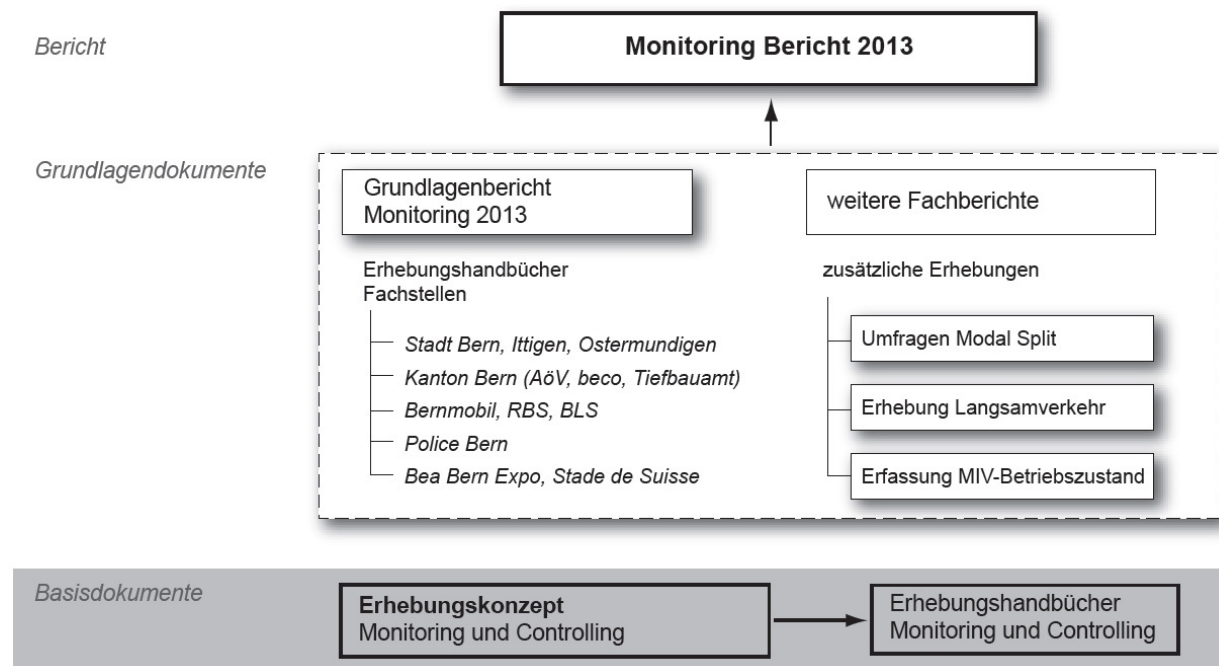 Bericht
Monitoring Bericht 2013
Grundlagendokumente
Grundlagenbericht
Monitoring 2013
weitere Fachberichte
Erhebungshandbücher
Fachstellen
Stadt Bern, Ittigen, Ostermundigen
Kanton Bern (AöV, beco, Tiefbauamt)
Bernmobil, RBS, BLS
Police Bern
Bea Bern Expo, Stade de Suisse
zusätzliche Erhebungen
Umfragen Modal Split
Erhebung Langsamverkehr
Erfassung MIV-Betriebszustand
Basisdokumente
Erhebungskonzept
Monitoring und Controlling
Erhebungshandbücher
Monitoring und Controlling